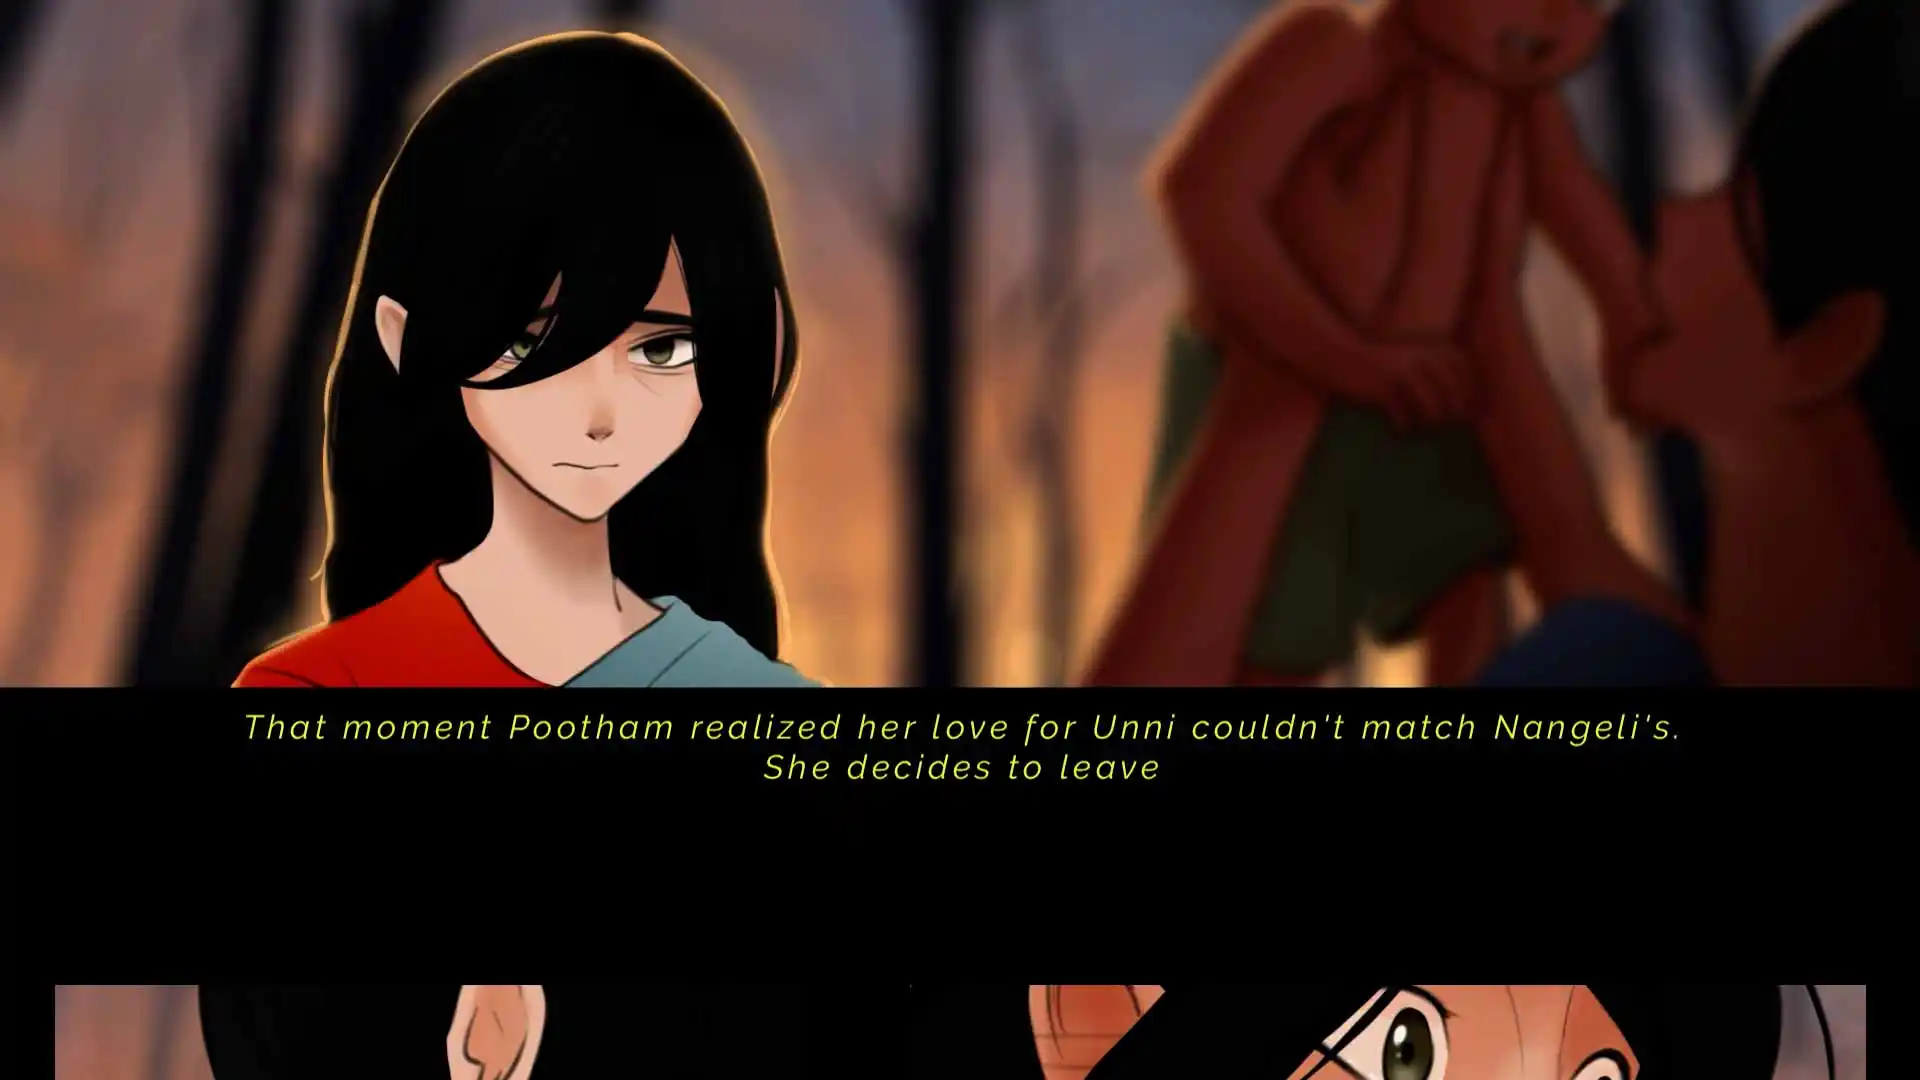 That moment Pootham realized her love for Unni couldn't match Nangeli's.
She decides to leave